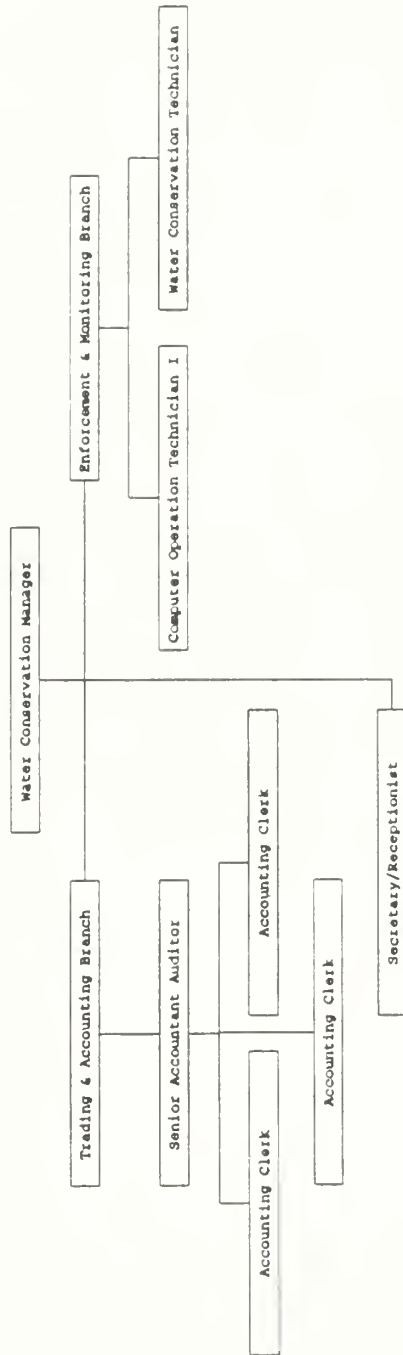 Water Conservation Manager
Trading & Accounting Branch
Enforcement & Monitoring Branch
Senior Accountant Auditor
Computer Operation Technician I
Water Conservation Technician
Accounting Clerk
Accounting Clerk
Accounting Clerk
Secretary/Receptionist